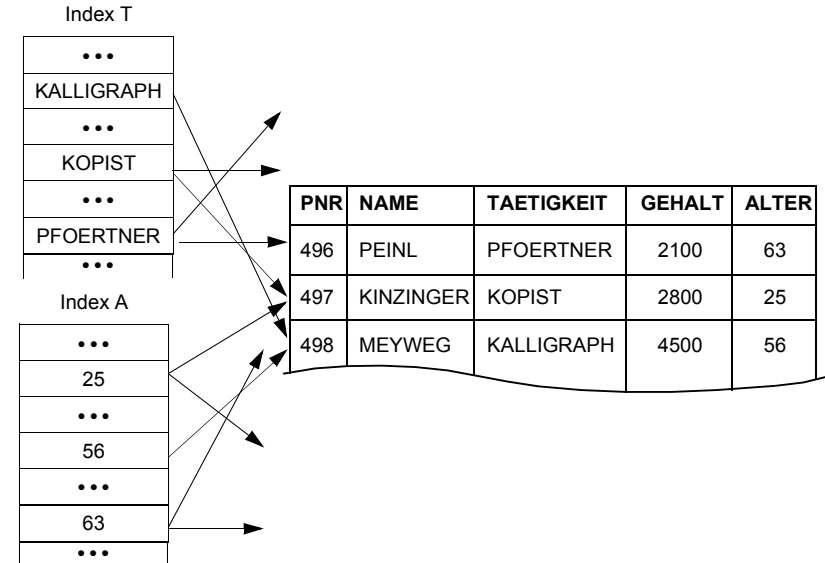 Index T
•••
KALLIGRAPH
•••
KOPIST
•••
PFOERTNER
•••
Index A
•••
25
•••
56
•••
63
•••
PNR NAME TAETIGKEIT GEHALT ALTER
496 PEINL PFOERTNER 2100 63
497 KINZINGER KOPIST 2800 25
498 MEYWEG KALLIGRAPH 4500 56